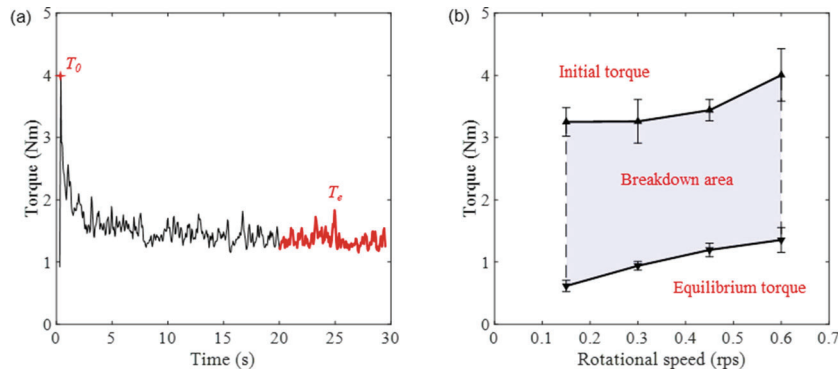 (a)
T0
Te
Torque (Nm)
5
4
3
2
1
0
0 5 10 15 20 25 30
Time (s)
(b)
Initial torque
Breakdown area
Equilibrium torque
Torque (Nm)
5
4
3
2
1
0
0 0.1 0.2 0.3 0.4 0.5 0.6 0.7
Rotational speed (rps)